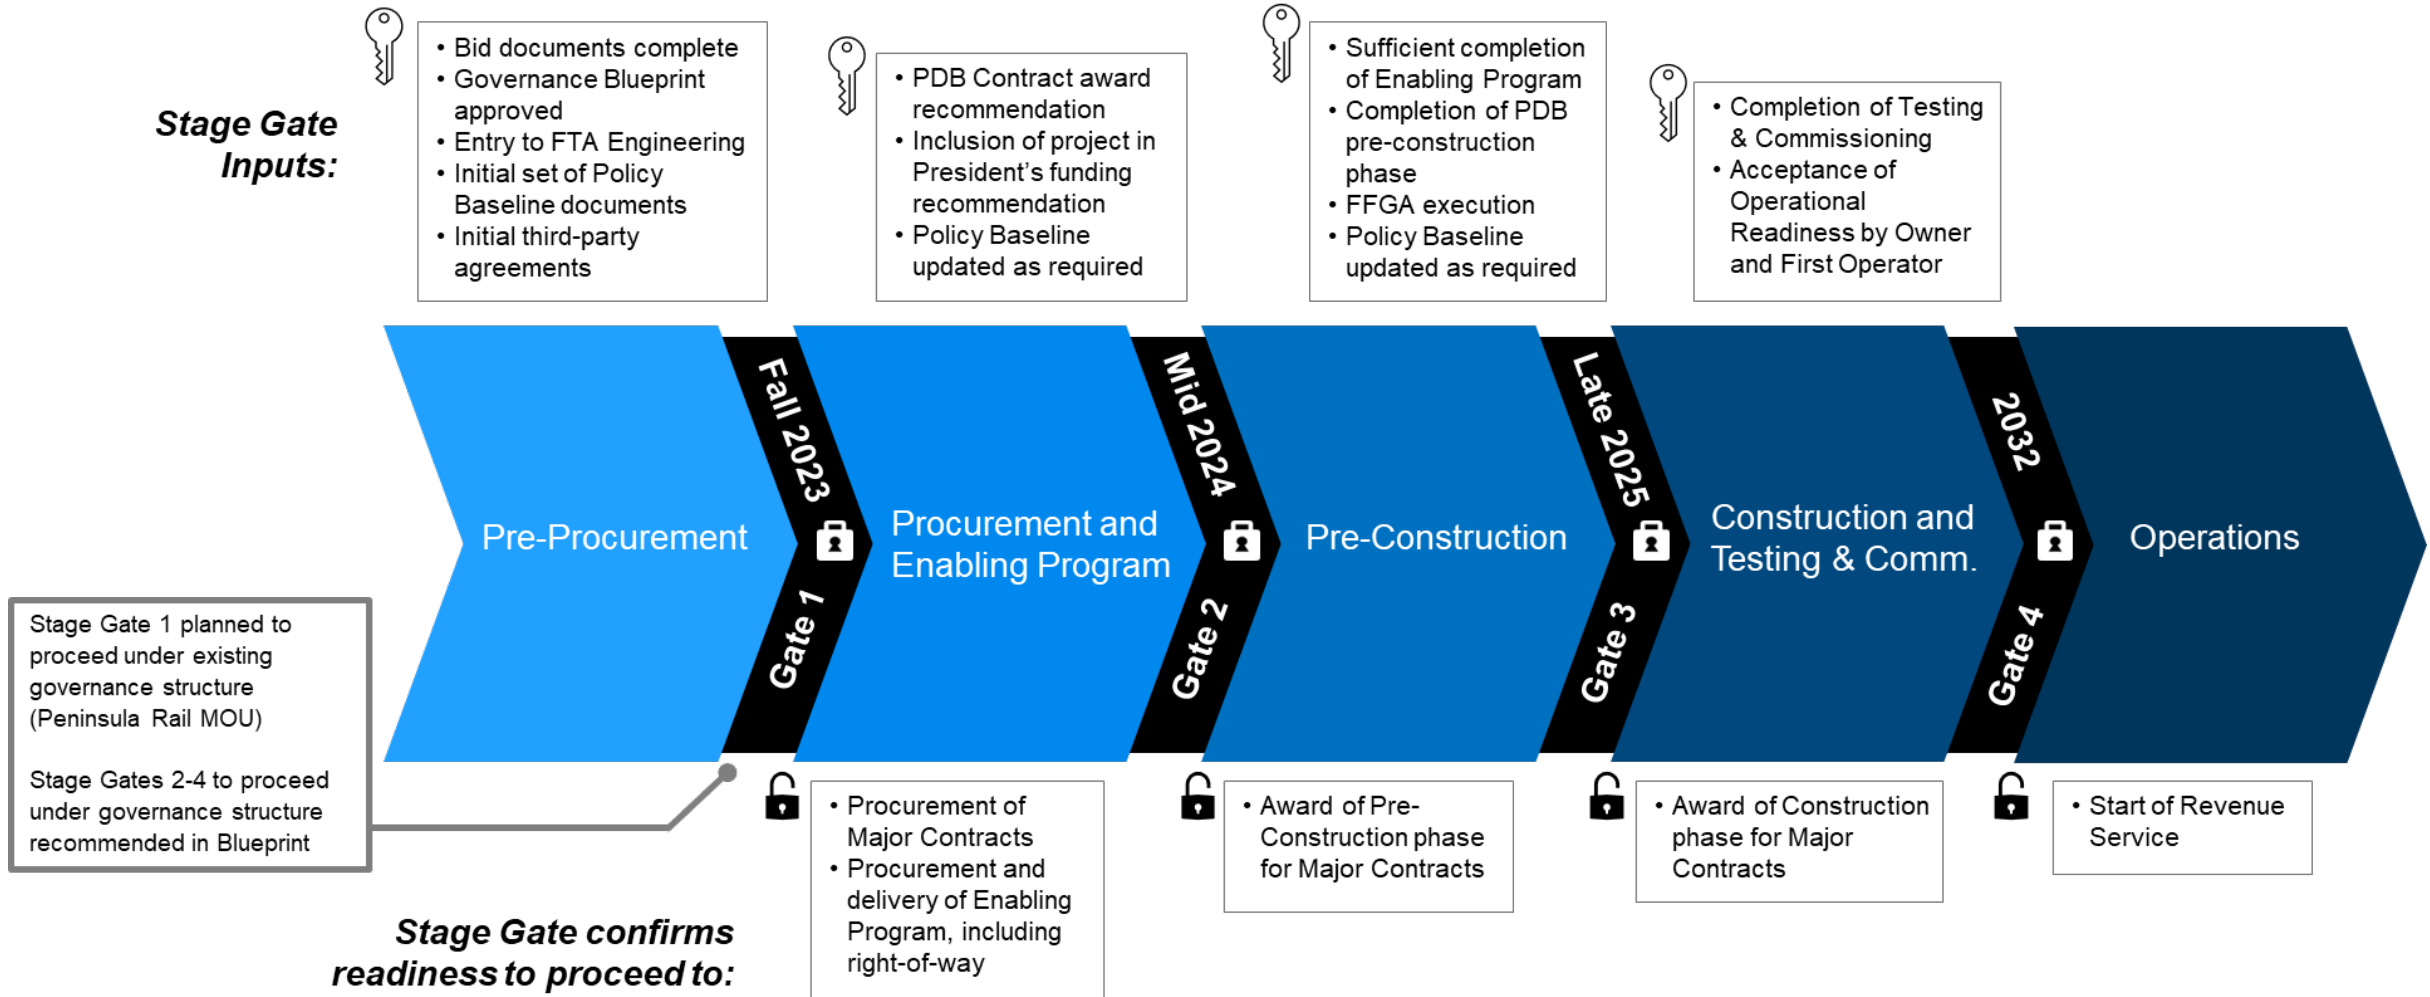 Stage Gate
Inputs:
• Bid documents complete
• Governance Blueprint
approved
• Entry to FTA Engineering
• Initial set of Policy
Baseline documents
• Initial third-party
agreements
• PDB Contract award
recommendation
• Inclusion of project in
President’s funding
recommendation
• Policy Baseline
updated as required
• Sufficient completion
of Enabling Program
• Completion of PDB
pre-construction
phase
• FFGA execution
• Policy Baseline
updated as required
• Completion of Testing
& Commissioning
• Acceptance of
Operational
Readiness by Owner
and First Operator
Pre-Procurement
Fall 2023
Gate 1
Procurement and
Enabling Program
Mid 2024
Gate 2
Pre-Construction
Late 2025
Gate 3
Construction and
Testing & Comm.
2032
Gate 4
Operations
Stage Gate 1 planned to
proceed under existing
governance structure
(Peninsula Rail MOU)
Stage Gates 2-4 to proceed
under governance structure
recommended in Blueprint
Stage Gate confirms
readiness to proceed to:
• Procurement of
Major Contracts
• Procurement and
delivery of Enabling
Program, including
right-of-way
• Award of Pre-
Construction phase
for Major Contracts
• Award of Construction
phase for Major
Contracts
• Start of Revenue
Service